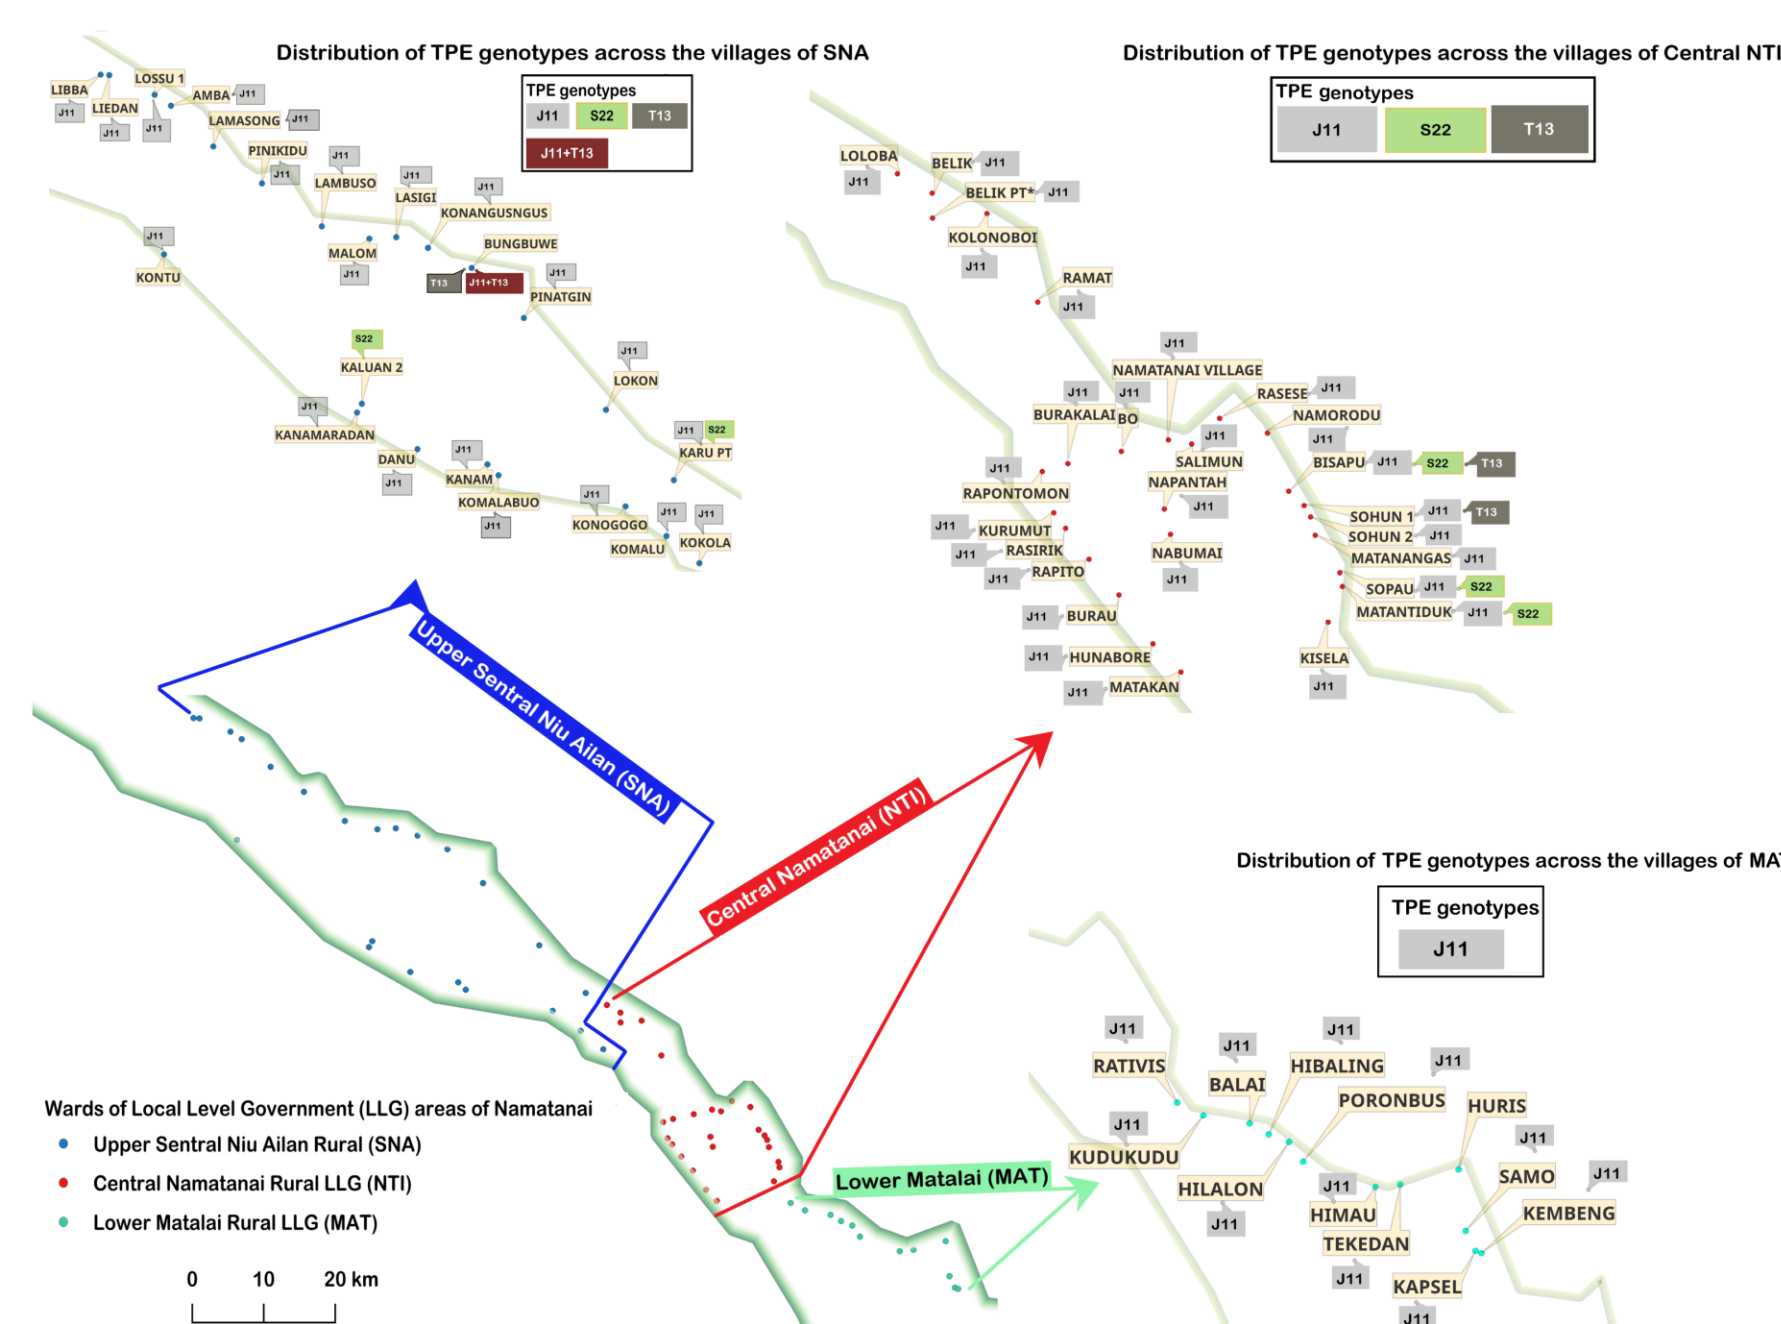 Distribution of TPE genotypes across the villages of SNA
TPE genotypes
J11
S22
T13
J11+T13
LIBBA
J11
LIEDAN
J11
LOSSU 1
J11
AMBA
J11
LAMASONG
J11
PINIKIDU
J11
J11
LAMBUSO
J11
LASIGI
J11
KONANGUSNGUS
MALOM
J11
BUNGBUWE
T13
J11+T13
J11
PINATGIN
J11
KONTU
S22
KALUAN 2
J11
LOKON
J11
KANAMARADAN
J11
S22
KARU PT
DANU
J11
J11
KANAM
KOMALABUO
J11
J11
KONOGOGO
J11
KOMALU
J11
KOKOLA
Distribution of TPE genotypes across the villages of Central NTI
TPE genotypes
J11
S22
T13
LOLOBA
J11
BELIK
J11
BELIK PT*
J11
KOLONOBOI
J11
RAMAT
J11
J11
NAMATANAI VILLAGE
J11
BURAKALAI
J11
BO
RASESE
J11
NAMORODU
J11
J11
SALIMUN
BISAPU
J11
S22
T13
J11
RAPONTOMON
NAPANTAH
J11
SOHUN 1
J11
T13
J11
KURUMUT
SOHUN 2
J11
J11
RASIRIK
NABUMAI
J11
MATANANGAS
J11
J11
RAPITO
SOPAU
J11
S22
J11
BURAU
MATANTIDUK
J11
S22
J11
HUNABORE
KISELA
J11
J11
MATAKAN
Upper Sentral Niu Ailan (SNA)
Central Namatanai (NTI)
Lower Matalai (MAT)
Distribution of TPE genotypes across the villages of MA
TPE genotypes
J11
J11
RATIVIS
J11
BALAI
J11
HIBALING
J11
PORONBUS
HURIS
J11
KUDUKUDU
J11
SAMO
HILALON
J11
J11
HIMAU
J11
KEMBENG
TEKEDAN
J11
KAPSEL
J11
Wards of Local Level Government (LLG) areas of Namatanai
Upper Sentral Niu Ailan Rural (SNA)
Central Namatanai Rural LLG (NTI)
Lower Matalai Rural LLG (MAT)
0 10 20 km